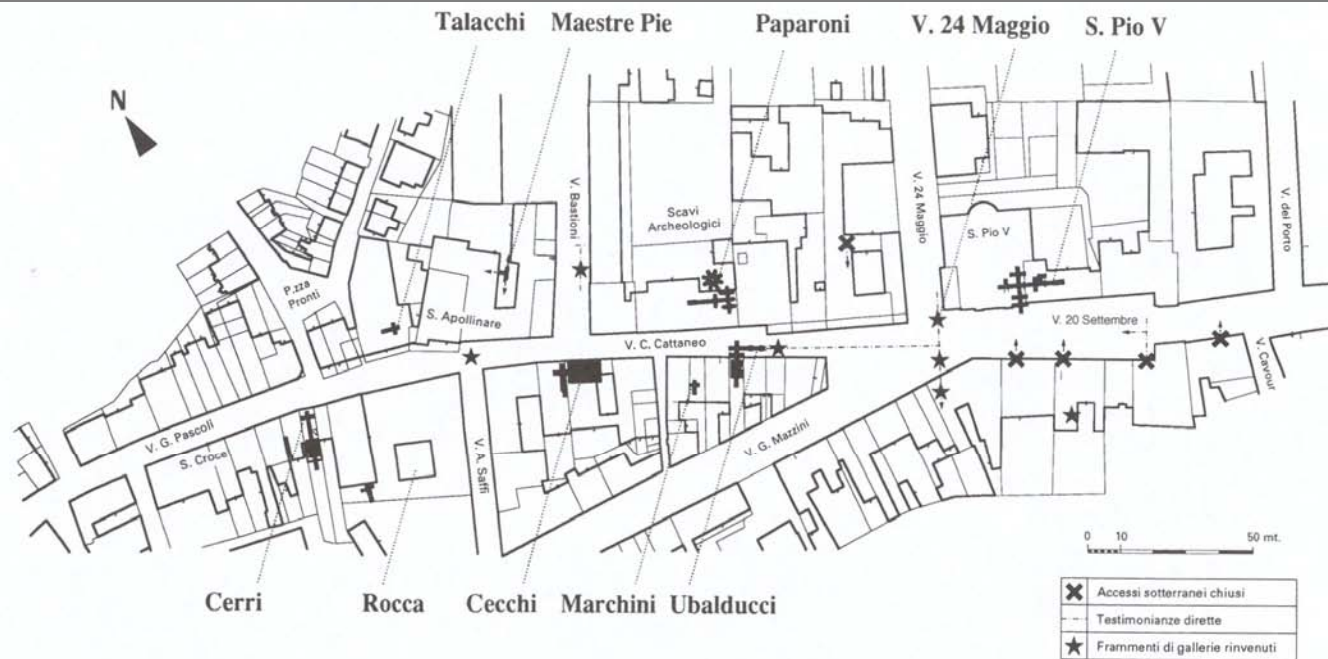 Talacchi
Maestre Pie
Paparoni
V. 24 Maggio
S. Pio V
N
V. Bastioni
Scavi
Archeologici
V. 24 Maggio
S. Pio V
V. del Porto
P.zza
Pronti
S. Apollinare
V. C. Cattaneo
V. 20 Settembre
V. Cavour
V. G. Pascoli
S. Croce
V. A. Saffi
V. G. Mazzini
0 10 50 mt.
Cerri
Rocca
Cecchi
Marchini
Ubalducci
Accessi sotterranei chiusi
Testimonianze dirette
Frammenti di gallerie rinvenuti